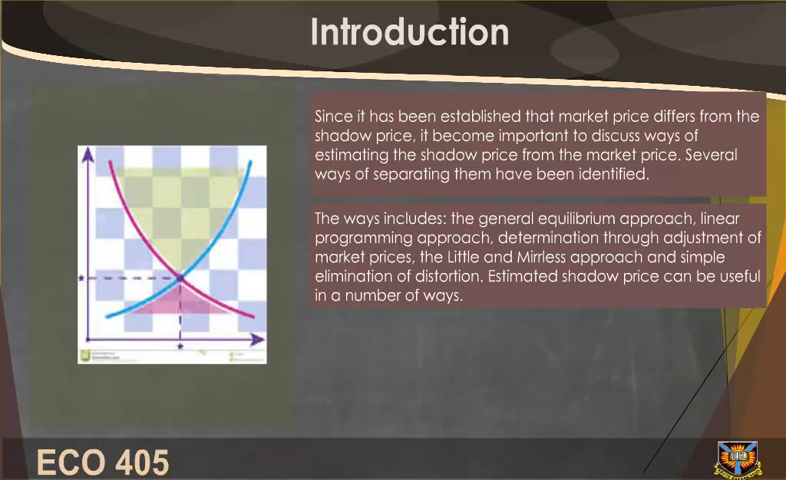 Introduction
Since it has been established that market price differs from the
shadow price, it become important to discuss ways of
estimating the shadow price from the market price. Several
ways of separating them have been identified.
The ways includes: the general equilibrium approach, linear
programming approach, determination through adjustment of
market prices, the Little and Mirrless approach and simple
elimination of distortion. Estimated shadow price can be useful
in a number of ways.
ECO 405